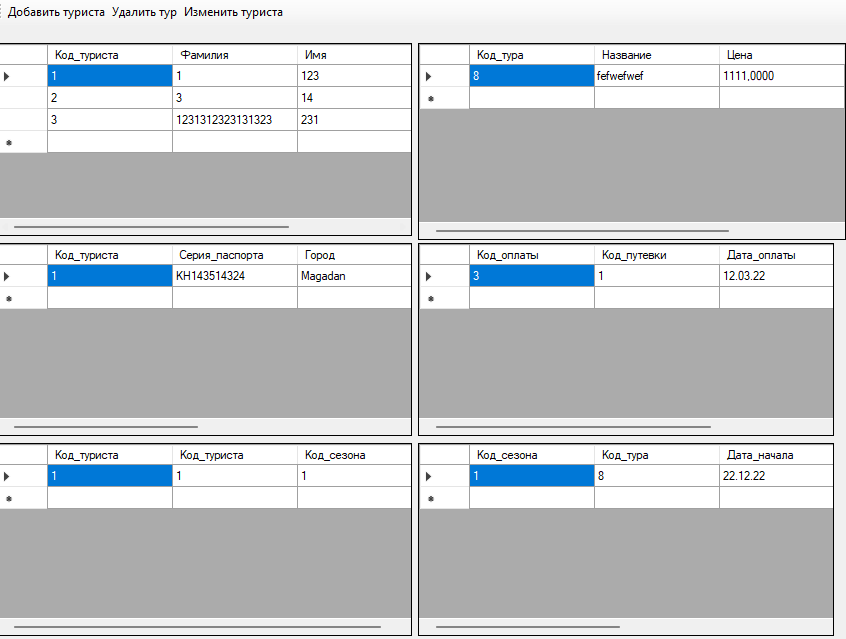 Добавить туриста Удалить тур Изменить туриста
Код_туриста Фамилия Имя
1 1 123
2 3 14
3 1231312323131323 231
Код_тура Название Цена
8 fefwefwef 1111,0000
Код_туриста Серия_паспорта Город
1 КН143514324 Magadan
Код_оплаты Код_путевки Дата_оплаты
3 1 12.03.22
Код_туриста Код_туриста Код_сезона
1 1 1
Код_сезона Код_тура Дата_начала
1 8 22.12.22